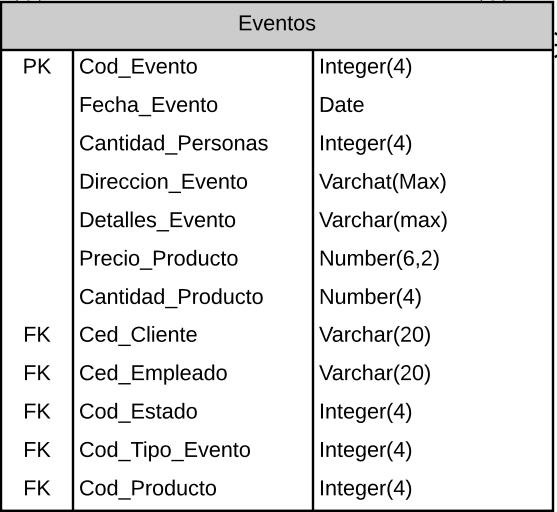 Eventos
PK Cod_Evento Integer(4)
Fecha_Evento Date
Cantidad_Personas Integer(4)
Direccion_Evento Varchat(Max)
Detalles_Evento Varchar(max)
Precio_Producto Number(6,2)
Cantidad_Producto Number(4)
FK Ced_Cliente Varchar(20)
FK Ced_Empleado Varchar(20)
FK Cod_Estado Integer(4)
FK Cod_Tipo_Evento Integer(4)
FK Cod_Producto Integer(4)